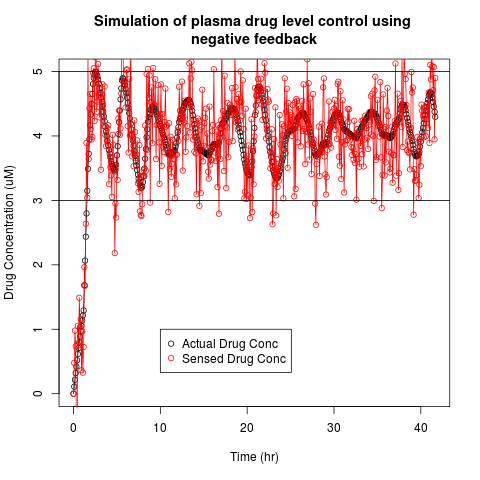 Simulation of plasma drug level control using
negative feedback
Drug Concentration (uM)
5
4
3
2
1
0
Actual Drug Conc
Sensed Drug Conc
0
10
20
30
40
Time (hr)